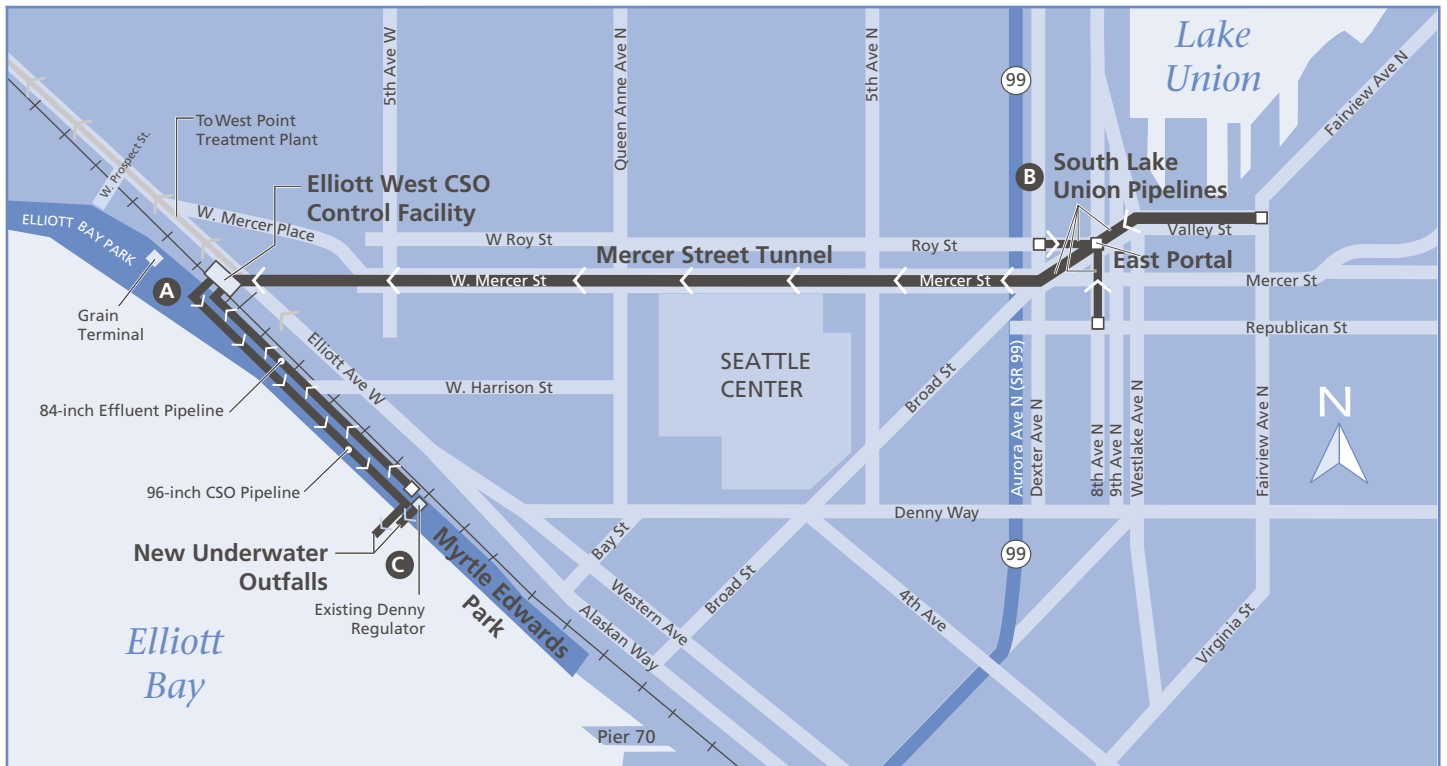 Lake
Union
5th Ave W
Queen Anne Ave N
5th Ave N
99
Fairview Ave N
To West Point
Treatment Plant
W. Prospect St.
Elliott West CSO
Control Facility
B
South Lake
Union Pipelines
ELLIOTT BAY PARK
W. Mercer Place
W Roy St
Roy St
Valley St
Mercer Street Tunnel
East Portal
W. Mercer St
Mercer St
Mercer St
A
Grain
Terminal
Republican St
Elliott Ave W
SEATTLE
CENTER
W. Harrison St
84-inch Effluent Pipeline
Broad St
Aurora Ave N (SR 99)
Dexter Ave N
8th Ave N
9th Ave N
Westlake Ave N
Fairview Ave N
N
96-inch CSO Pipeline
Denny Way
New Underwater
Outfalls
C
Myrtle Edwards
Park
Bay St
99
Existing Denny
Regulator
Western Ave
Broad St
4th Ave
Alaskan Way
Virginia St
Elliott
Bay
Pier 70